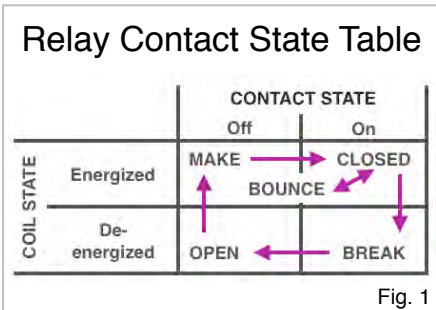 Relay Contact State Table
CONTACT STATE
Off On
COIL STATE
Energized
MAKE CLOSED
BOUNCE
De-
energized
OPEN BREAK
Fig. 1